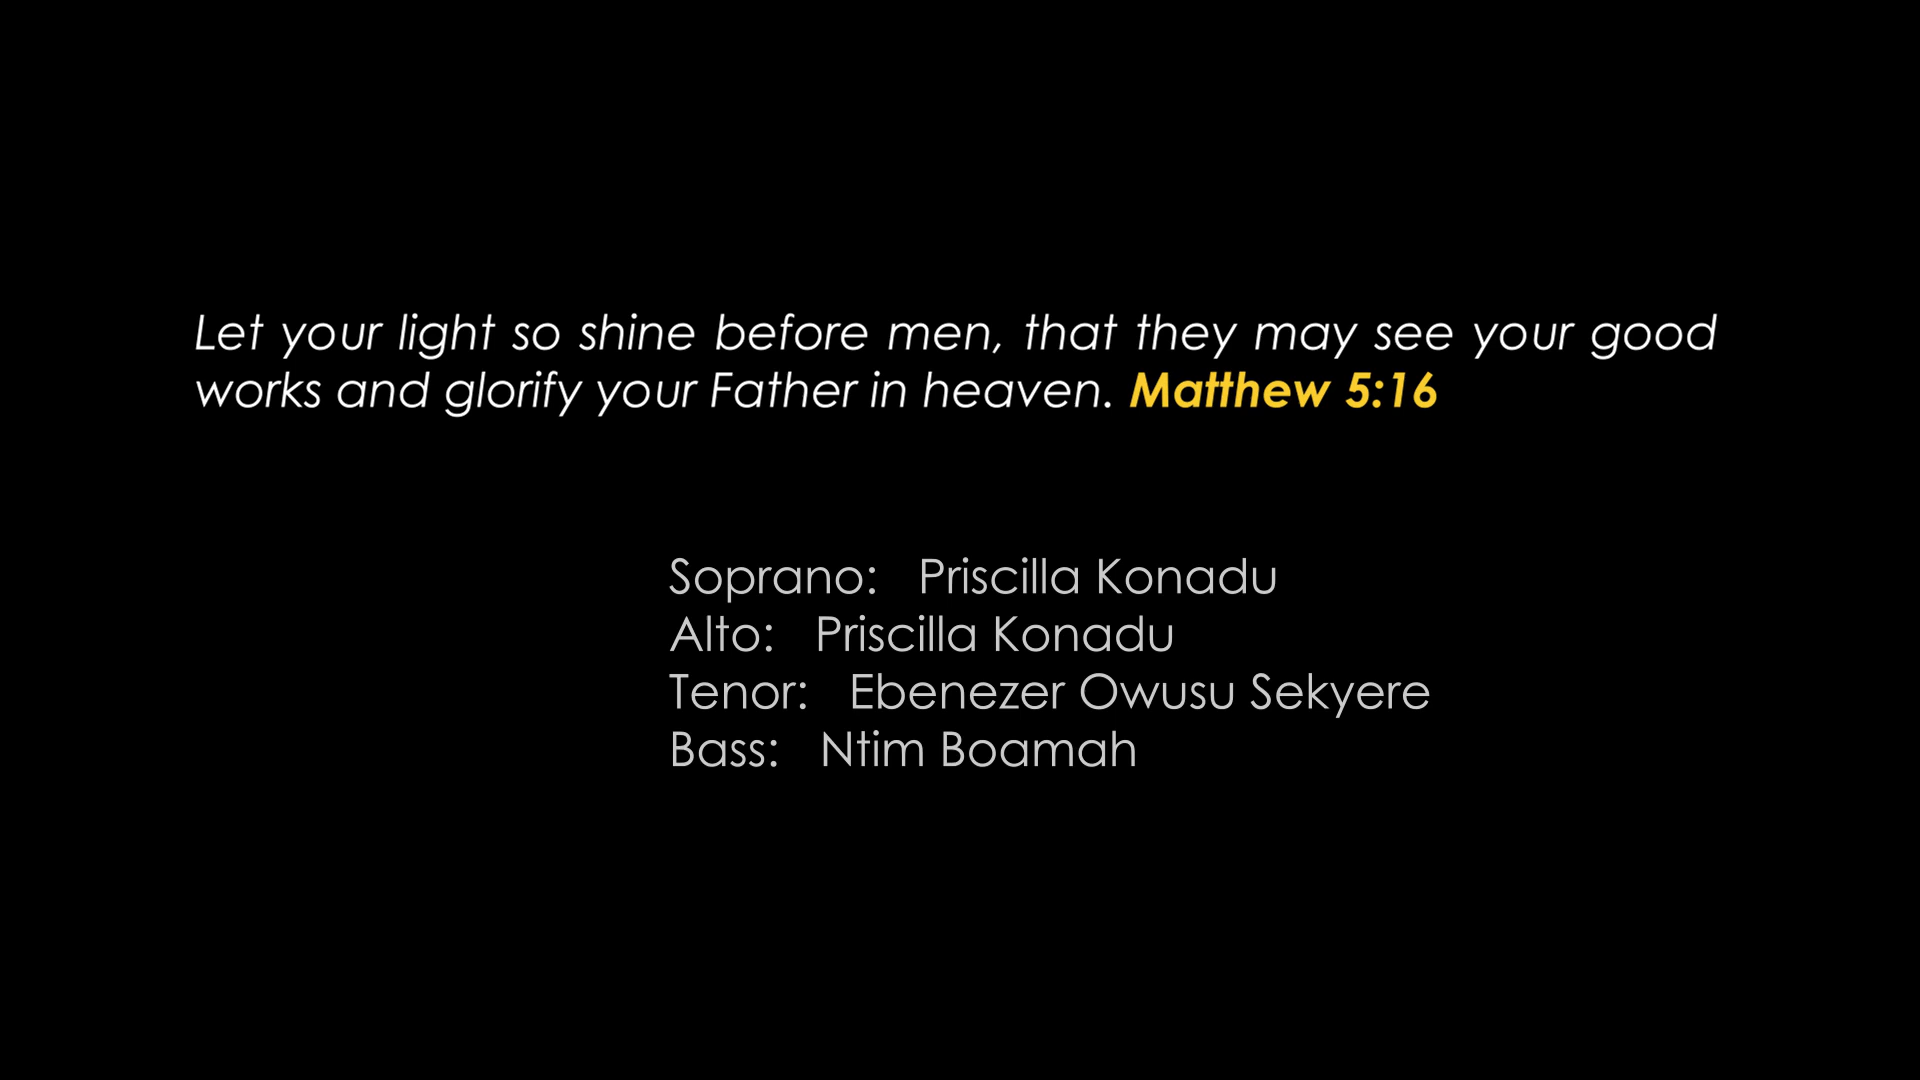 Let your light so shine before men, that they may see your good
works and glorify your Father in heaven. Matthew 5:16
Soprano: Priscilla Konadu
Alto: Priscilla Konadu
Tenor: Ebenezer Owusu Sekyere
Bass: Ntim Boamah